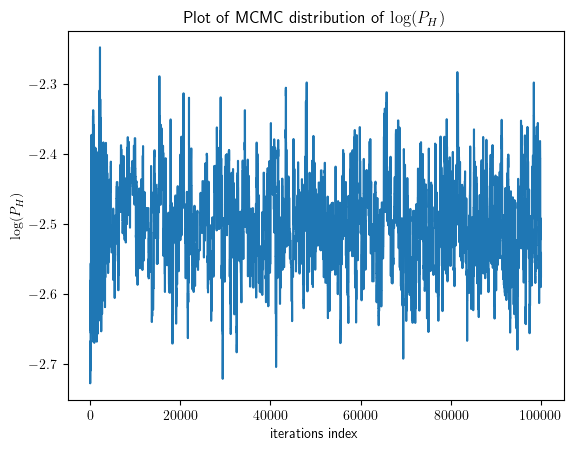 Plot of MCMC distribution of log(P_H)
−2.3
−2.4
−2.5
−2.6
−2.7
log(P_H)
0 20000 40000 60000 80000 100000
iterations index